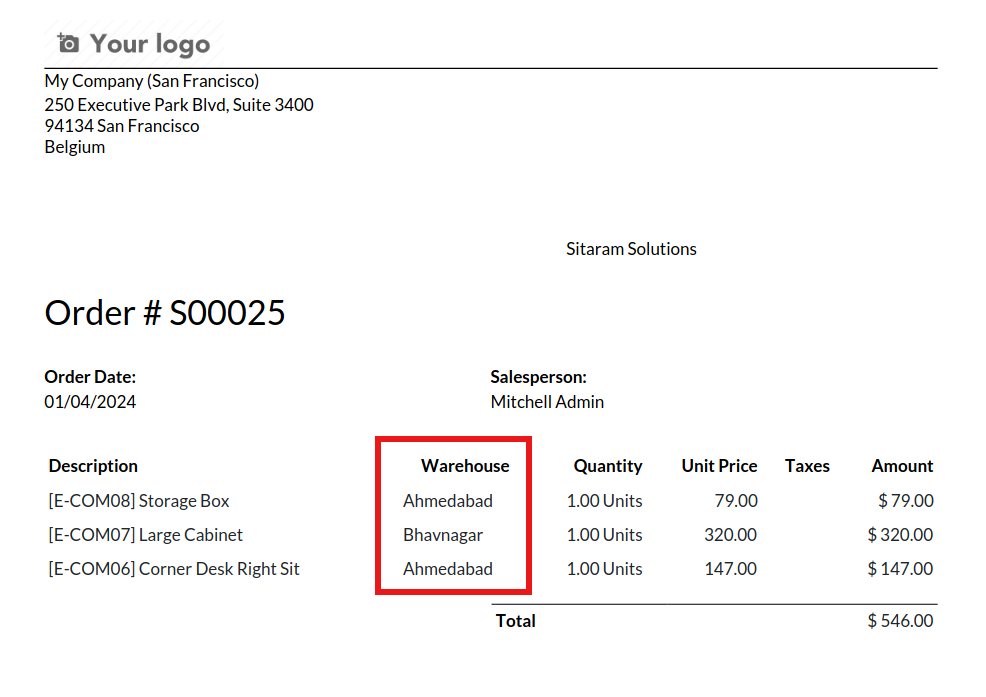 Your logo
My Company (San Francisco)
250 Executive Park Blvd, Suite 3400
94134 San Francisco
Belgium
Sitaram Solutions
Order # S00025
Order Date: Salesperson:
01/04/2024 Mitchell Admin
Description Warehouse Quantity Unit Price Taxes Amount
[E-COM08] Storage Box Ahmedabad 1.00 Units 79.00 $ 79.00
[E-COM07] Large Cabinet Bhavnagar 1.00 Units 320.00 $ 320.00
[E-COM06] Corner Desk Right Sit Ahmedabad 1.00 Units 147.00 $ 147.00
Total $ 546.00